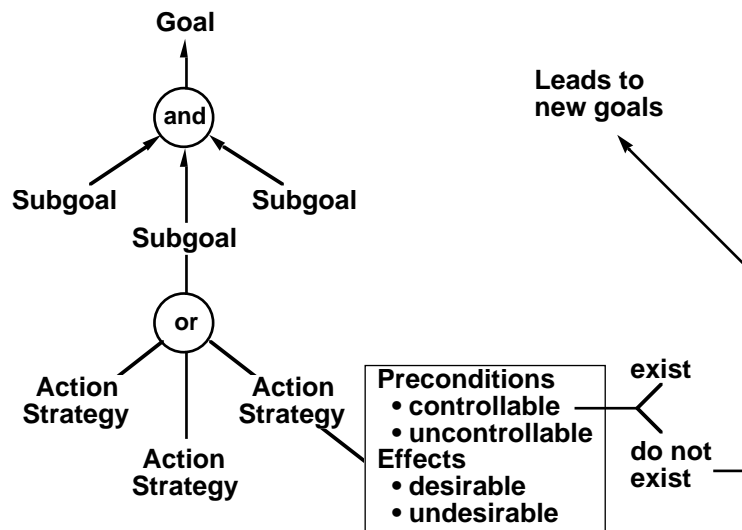 Goal
Leads to
new goals
and
Subgoal
Subgoal
Subgoal
or
Action
Strategy
Action
Strategy
Action
Strategy
Preconditions
• controllable
• uncontrollable
Effects
• desirable
• undesirable
exist
do not
exist